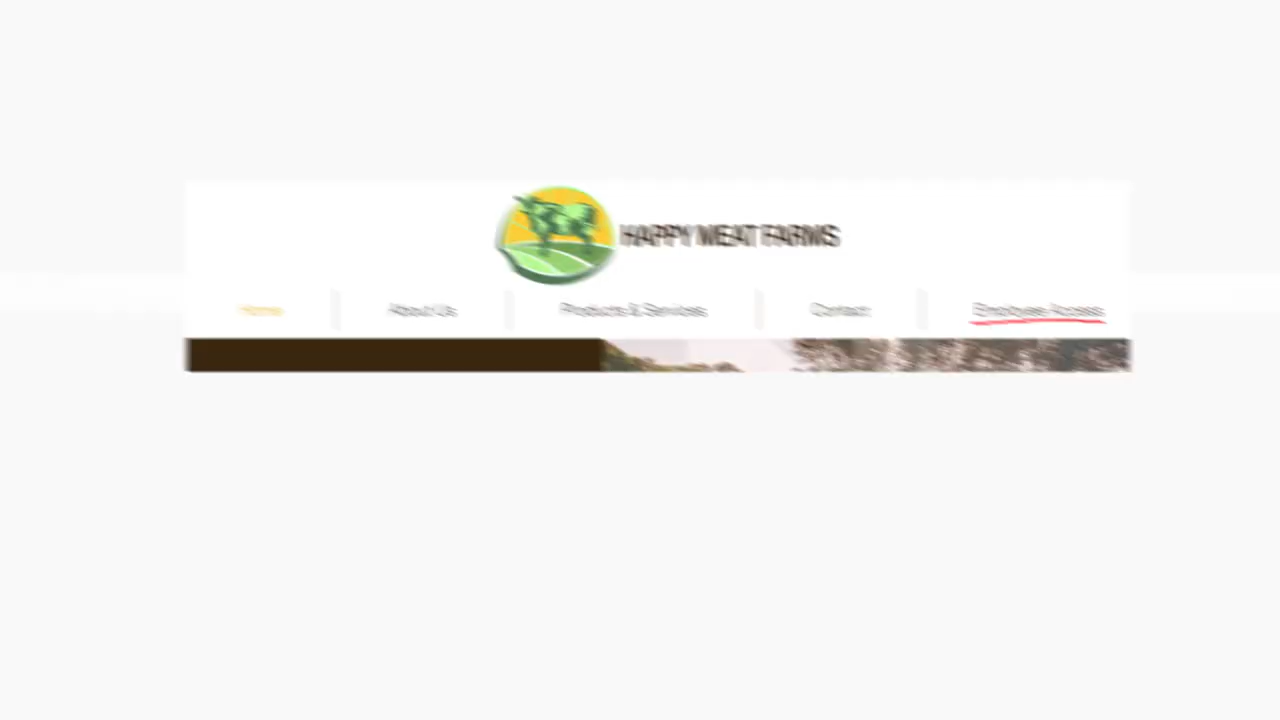 HAPPY MEAT FARMS
Home
About Us
Products & Services
Contact
Employee Access